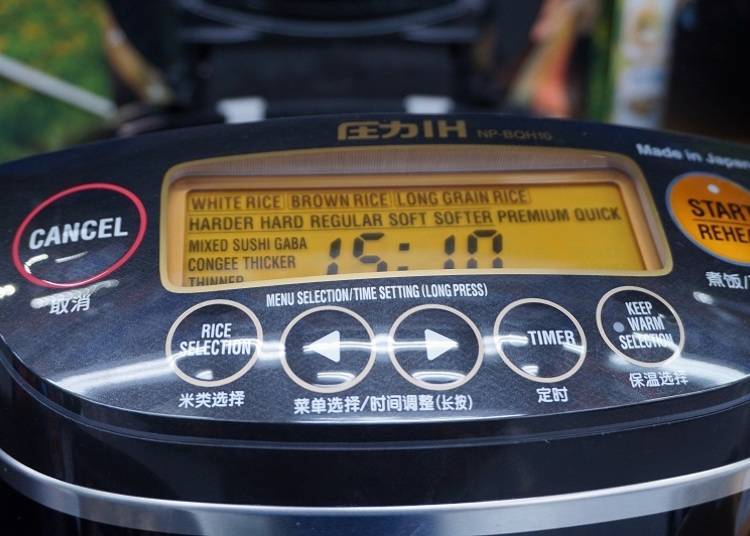 圧力IH NP-BQH10
Made in Japan
WHITE RICE BROWN RICE LONG GRAIN RICE
HARDER HARD REGULAR SOFT SOFTER PREMIUM QUICK
MIXED SUSHI GABA
CONGEE THICKER
THINNER
15:10
CANCEL
取消
START
REHEA
煮饭/
MENU SELECTION/TIME SETTING (LONG PRESS)
RICE
SELECTION
米类选择
菜单选择/时间调整(长按)
TIMER
定时
KEEP
WARM
SELECTION
保温选择